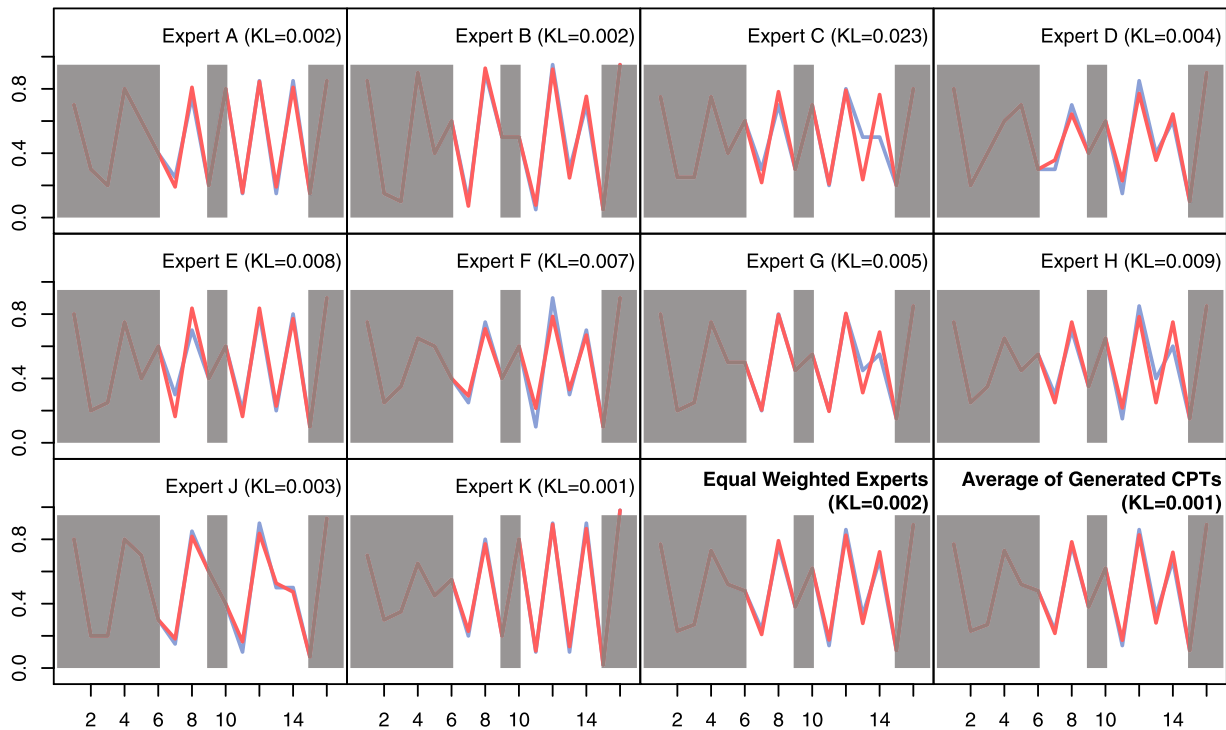 Expert A (KL=0.002)
Expert B (KL=0.002)
Expert C (KL=0.023)
Expert D (KL=0.004)
0.0 0.4 0.8
Expert E (KL=0.008)
Expert F (KL=0.007)
Expert G (KL=0.005)
Expert H (KL=0.009)
0.0 0.4 0.8
Expert J (KL=0.003)
Expert K (KL=0.001)
Equal Weighted Experts
(KL=0.002)
Average of Generated CPTs
(KL=0.001)
0.0 0.4 0.8
2 4 6 8 10 14
2 4 6 8 10 14
2 4 6 8 10 14
2 4 6 8 10 14